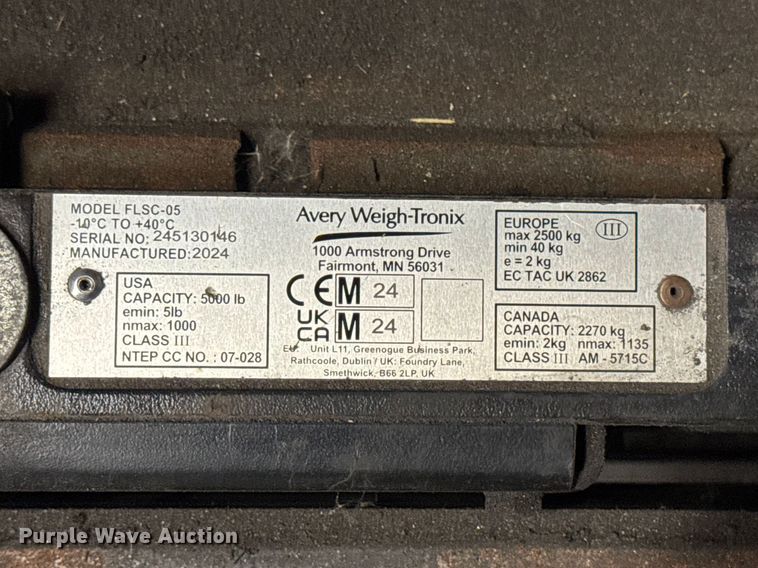 MODEL FLSC-05
-10°C TO +40°C
SERIAL NO: 245130146
MANUFACTURED: 2024
USA
CAPACITY: 5000 lb
emin: 5lb
nmax: 1000
CLASS III
NTEP CC NO. : 07-028
Avery Weigh-Tronix
1000 Armstrong Drive
Fairmont, MN 56031
CE M 24
UK CA M 24
Unit L11, Greenogue Business Park,
Rathcoole, Dublin / UK: Foundry Lane,
Smethwick, B66 2LP, UK
EUROPE
max 2500 kg
min 40 kg
e = 2 kg
EC TAC UK 2862
III
CANADA
CAPACITY: 2270 kg
emin: 2kg nmax: 1135
CLASS III AM - 5715C
Purple Wave Auction